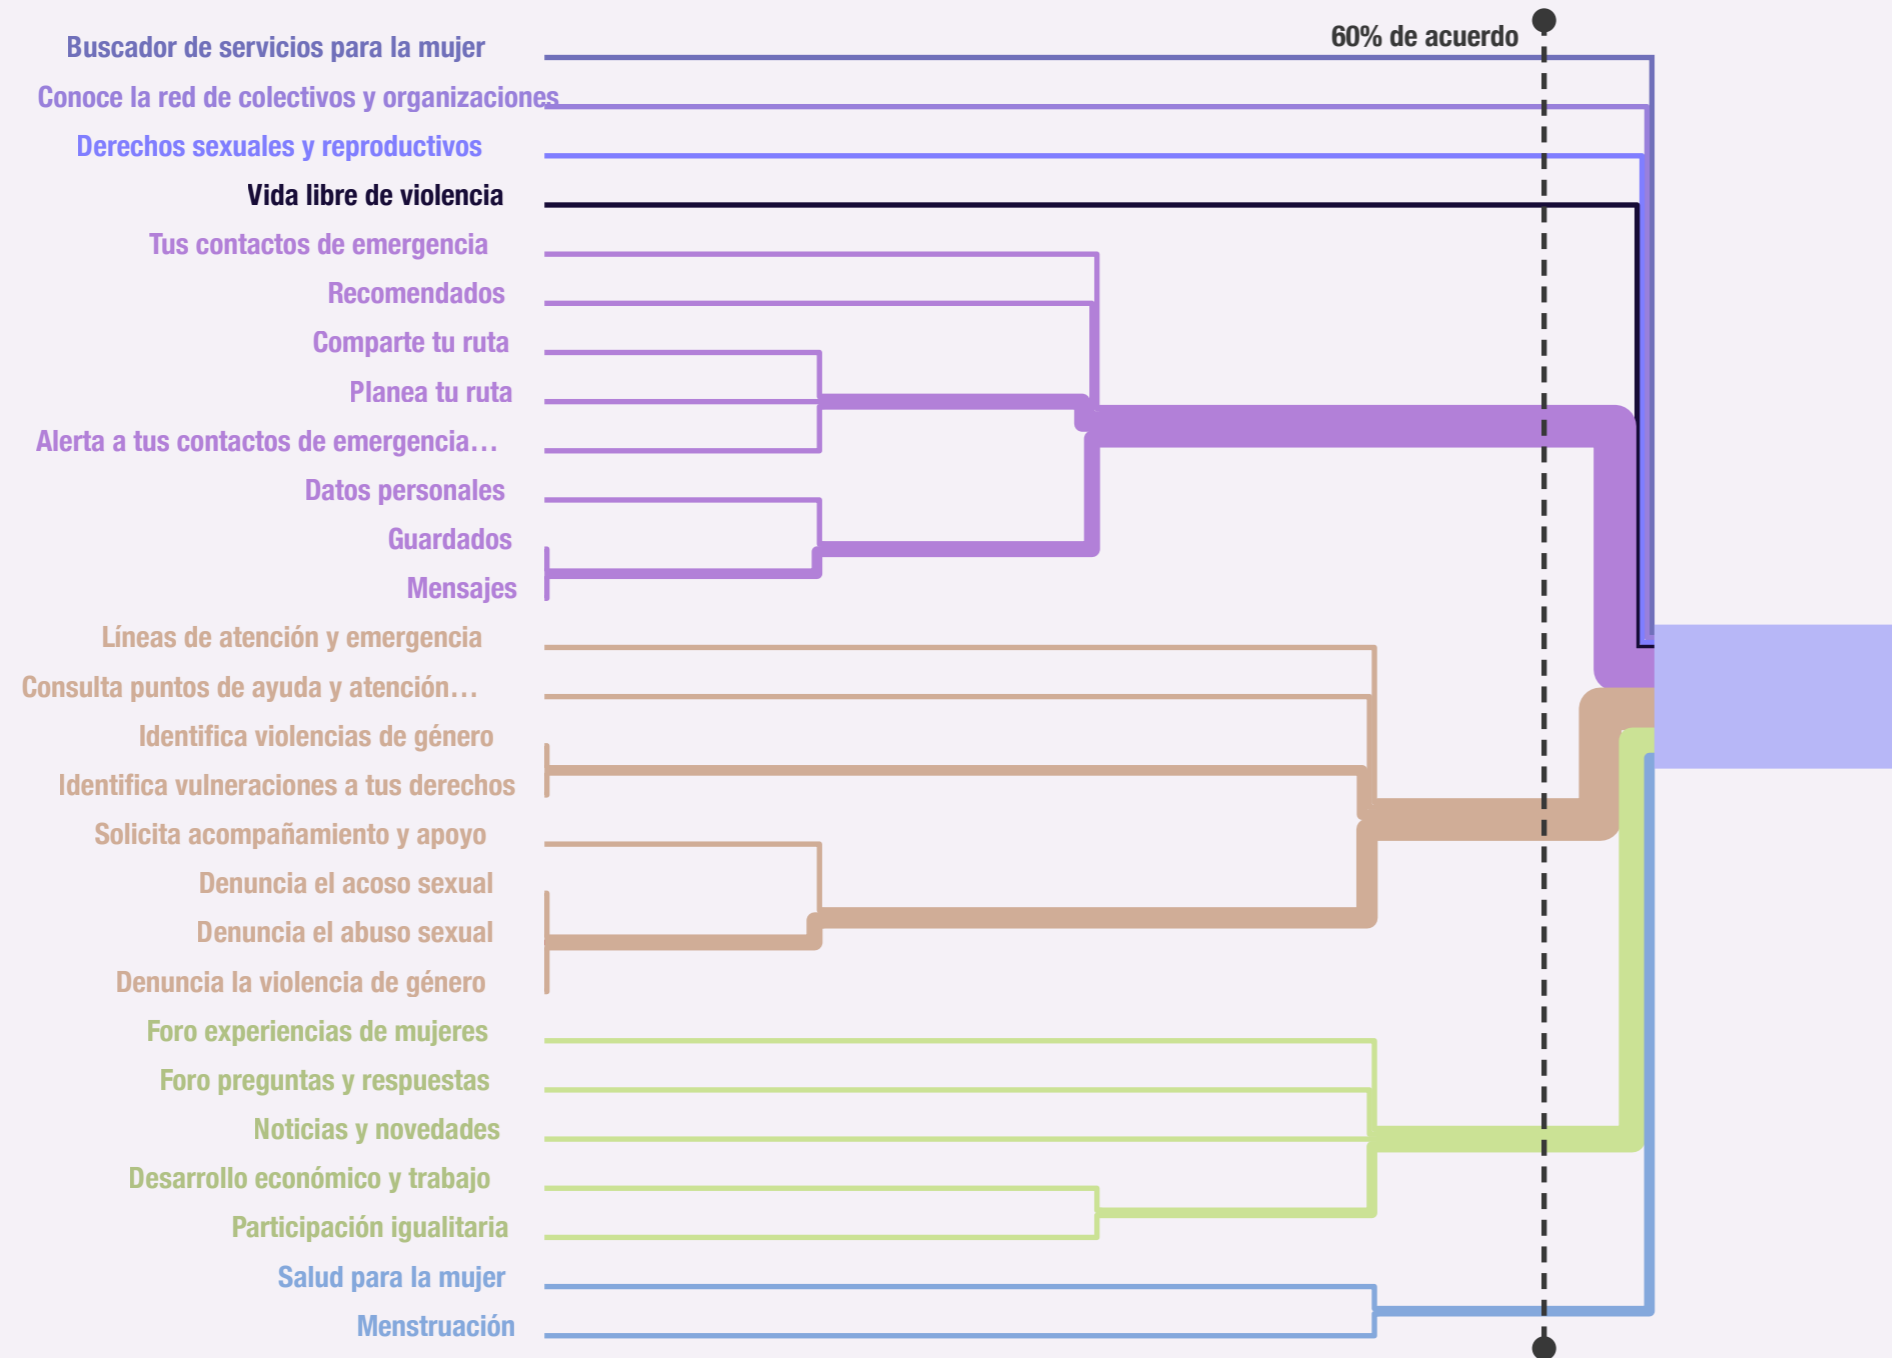 60% de acuerdo
Buscador de servicios para la mujer
Conoce la red de colectivos y organizaciones
Derechos sexuales y reproductivos
Vida libre de violencia
Tus contactos de emergencia
Recomendados
Comparte tu ruta
Planea tu ruta
Alerta a tus contactos de emergencia…
Datos personales
Guardados
Mensajes
Líneas de atención y emergencia
Consulta puntos de ayuda y atención…
Identifica violencias de género
Identifica vulneraciones a tus derechos
Solicita acompañamiento y apoyo
Denuncia el acoso sexual
Denuncia el abuso sexual
Denuncia la violencia de género
Foro experiencias de mujeres
Foro preguntas y respuestas
Noticias y novedades
Desarrollo económico y trabajo
Participación igualitaria
Salud para la mujer
Menstruación